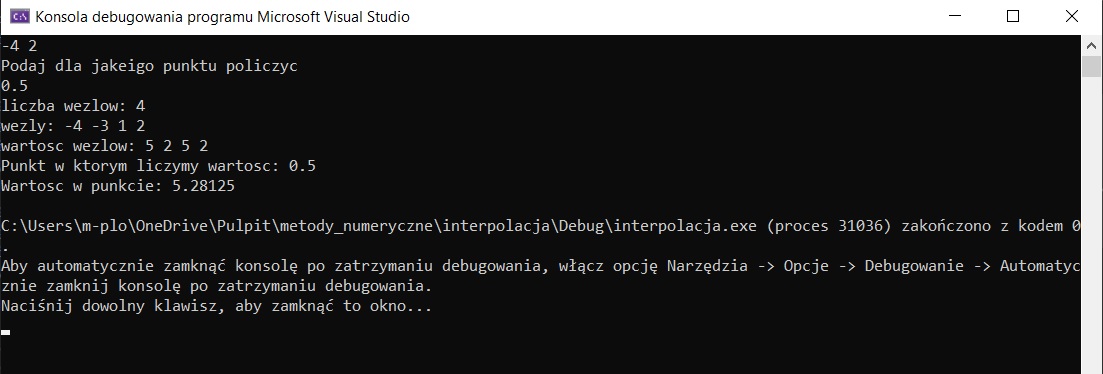 Konsola debugowania programu Microsoft Visual Studio
-4 2
Podaj dla jakeigo punktu policzyc
0.5
liczba wezlow: 4
wezly: -4 -3 1 2
wartosc wezlow: 5 2 5 2
Punkt w ktorym liczymy wartosc: 0.5
Wartosc w punkcie: 5.28125
C:\Users\m-plo\OneDrive\Pulpit\metody_numeryczne\interpolacja\Debug\interpolacja.exe (proces 31036) zakończono z kodem 0
.
Aby automatycznie zamknąć konsolę po zatrzymaniu debugowania, włącz opcję Narzędzia -> Opcje -> Debugowanie -> Automatyc
znie zamknij konsolę po zatrzymaniu debugowania.
Naciśnij dowolny klawisz, aby zamknąć to okno...